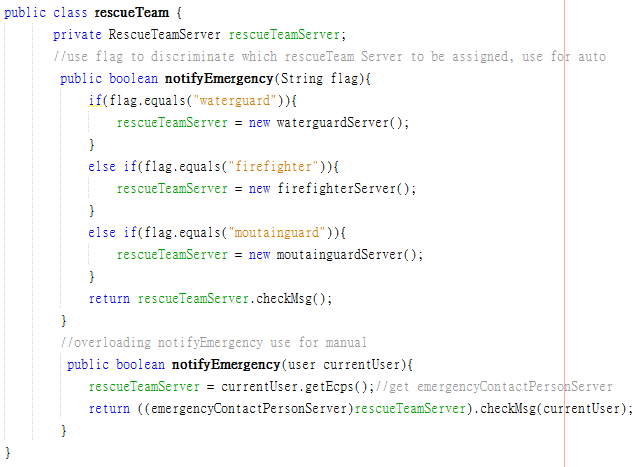 public class rescueTeam {
private RescueTeamServer rescueTeamServer;
//use flag to discriminate which rescueTeam Server to be assigned, use for auto
public boolean notifyEmergency(String flag){
if(flag.equals("waterguard")){
rescueTeamServer = new waterguardServer();
}
else if(flag.equals("firefighter")){
rescueTeamServer = new firefighterServer();
}
else if(flag.equals("moutainguard")){
rescueTeamServer = new moutainguardServer();
}
return rescueTeamServer.checkMsg();
}
//overloading notifyEmergency use for manual
public boolean notifyEmergency(user currentUser){
rescueTeamServer = currentUser.getEcps();//get emergencyContactPersonServer
return ((emergencyContactPersonServer)rescueTeamServer).checkMsg(currentUser);
}
}